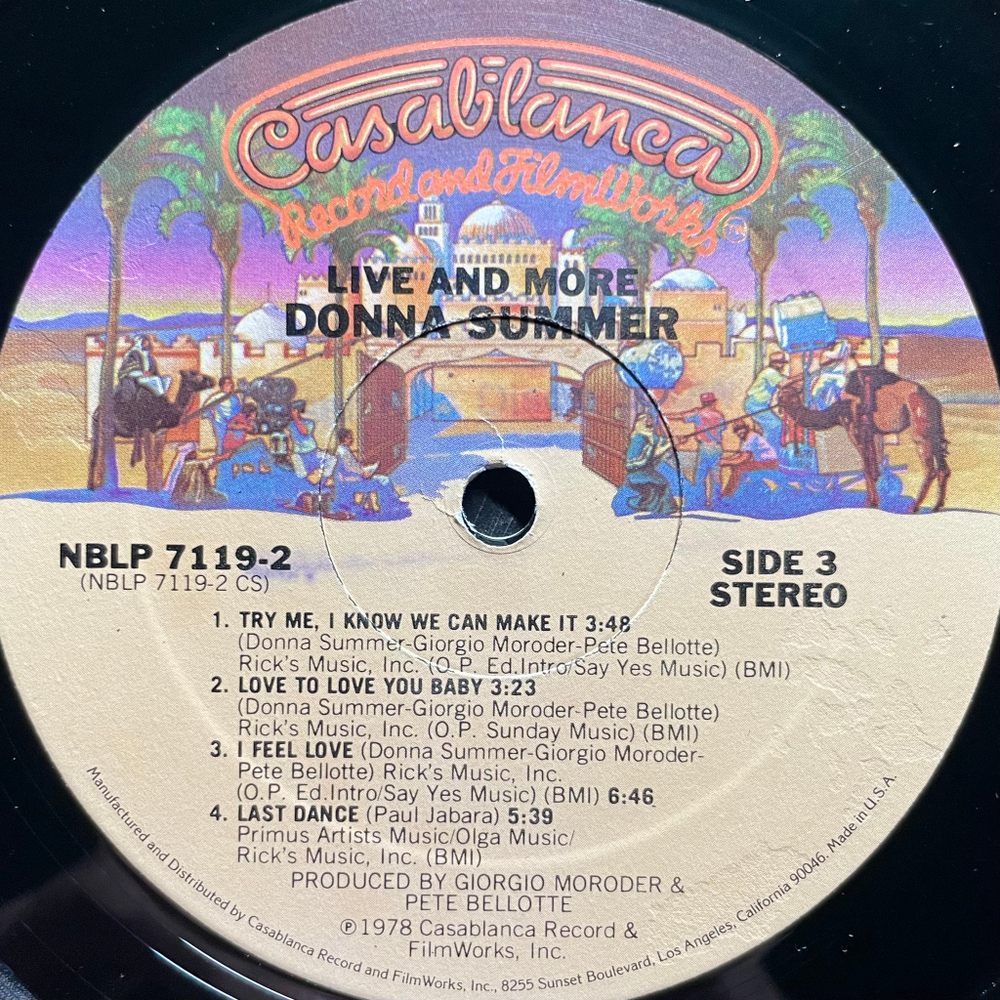 Casablanca
Record and FilmWorks
TM
LIVE AND MORE
DONNA SUMMER
NBLP 7119-2
(NBLP 7119-2 CS)
SIDE 3
STEREO
1. TRY ME, I KNOW WE CAN MAKE IT 3:48
(Donna Summer-Giorgio Moroder-Pete Bellotte)
Rick's Music, Inc. (O.P. Ed.Intro/Say Yes Music) (BMI)
2. LOVE TO LOVE YOU BABY 3:23
(Donna Summer-Giorgio Moroder-Pete Bellotte)
Rick's Music, Inc. (O.P. Sunday Music) (BMI)
3. I FEEL LOVE (Donna Summer-Giorgio Moroder-
Pete Bellotte) Rick's Music, Inc.
(O.P. Ed.Intro/Say Yes Music) (BMI) 6:46
4. LAST DANCE (Paul Jabara) 5:39
Primus Artists Music/Olga Music/
Rick's Music, Inc. (BMI)
PRODUCED BY GIORGIO MORODER &
PETE BELLOTTE
℗1978 Casablanca Record &
FilmWorks, Inc.
Manufactured and Distributed by Casablanca Record and FilmWorks, Inc., 8255 Sunset Boulevard, Los Angeles, California 90046. Made in U.S.A.